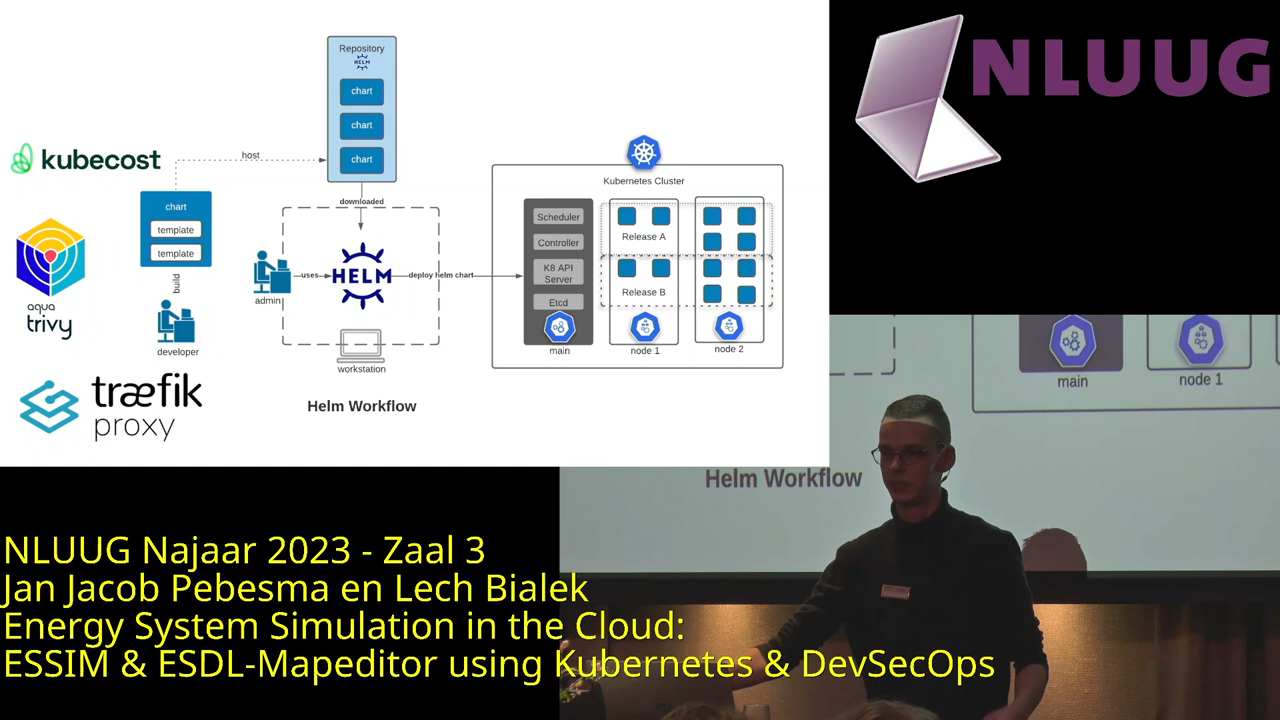 Repository
HELM
chart
chart
chart
kubecost
host
chart
template
template
build
developer
aqua
trivy
træfik
proxy
downloaded
admin
uses
HELM
deploy helm chart
workstation
Helm Workflow
Kubernetes Cluster
Scheduler
Controller
K8 API
Server
Etcd
main
Release A
Release B
node 1
node 2
NLUUG
main
node 1
Helm Workflow
NLUUG Najaar 2023 - Zaal 3
Jan Jacob Pebesma en Lech Bialek
Energy System Simulation in the Cloud:
ESSIM & ESDL-Mapeditor using Kubernetes & DevSecOps